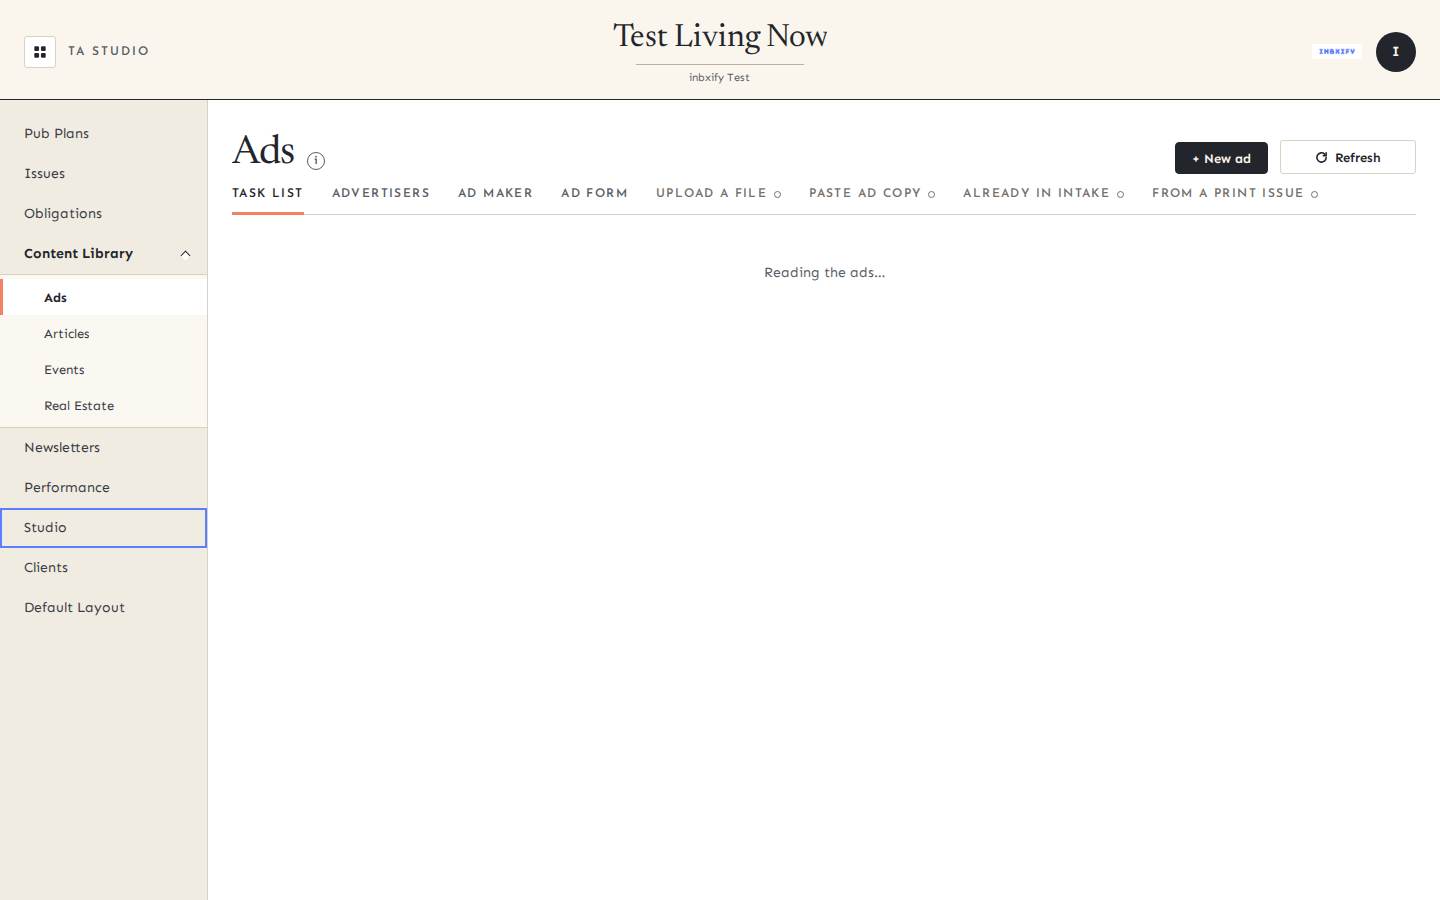 TA STUDIO
Test Living Now
inbxify Test
INBXIFY
I
Pub Plans
Issues
Obligations
Content Library
Ads
Articles
Events
Real Estate
Newsletters
Performance
Studio
Clients
Default Layout
Ads i
+ New ad
Refresh
TASK LIST ADVERTISERS AD MAKER AD FORM UPLOAD A FILE PASTE AD COPY ALREADY IN INTAKE FROM A PRINT ISSUE
Reading the ads...